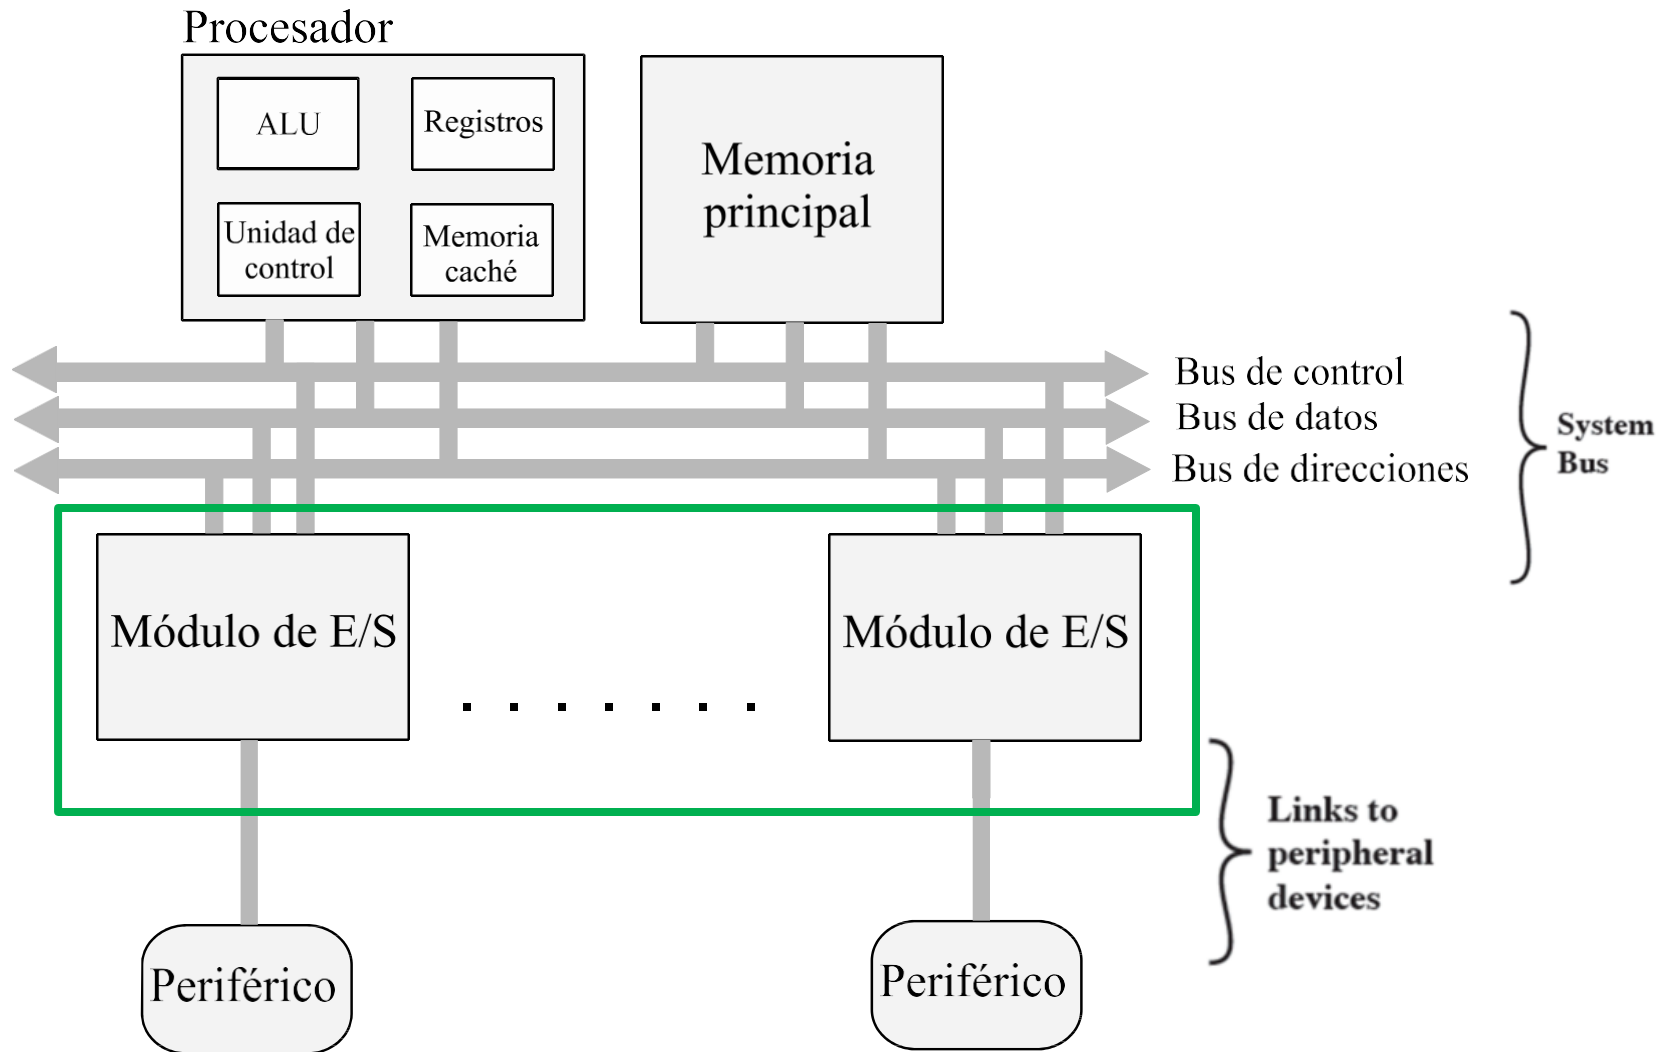 Procesador
ALU
Registros
Unidad de
control
Memoria
caché
Memoria
principal
Bus de control
Bus de datos
Bus de direcciones
System
Bus
Módulo de E/S
Módulo de E/S
Links to
peripheral
devices
Periférico
Periférico